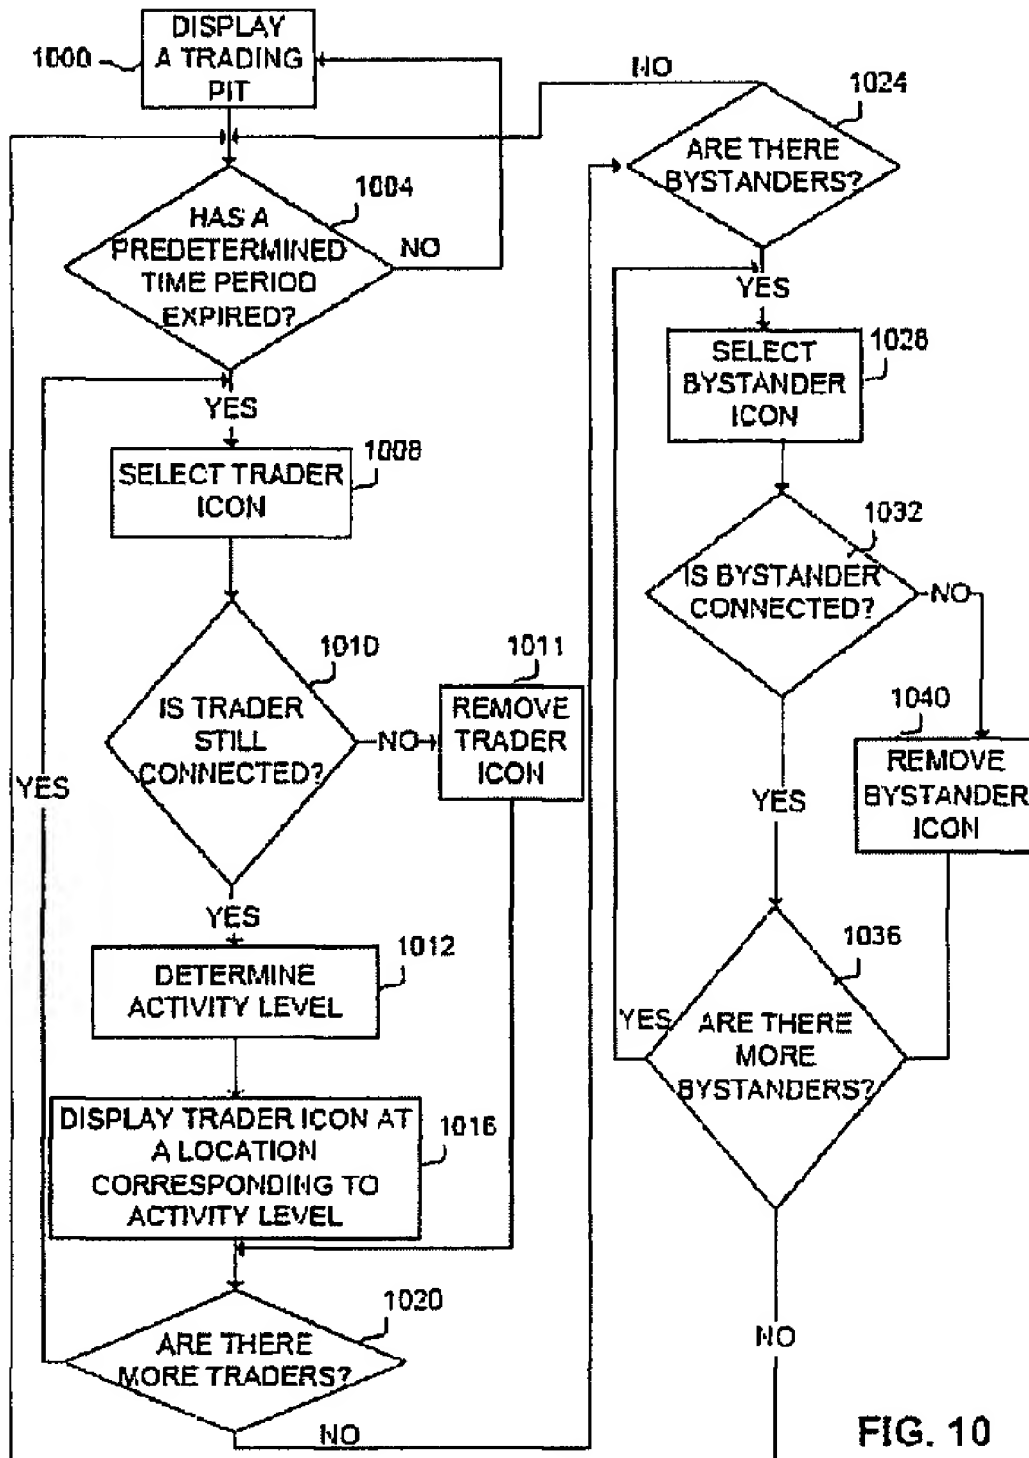 DISPLAY
A TRADING
PIT
1000
HAS A
PREDETERMINED
TIME PERIOD
EXPIRED?
1004
NO
YES
SELECT TRADER
ICON
1008
IS TRADER
STILL
CONNECTED?
1010
NO
REMOVE
TRADER
ICON
1011
YES
DETERMINE
ACTIVITY LEVEL
1012
DISPLAY TRADER ICON AT
A LOCATION
CORRESPONDING TO
ACTIVITY LEVEL
1016
ARE THERE
MORE TRADERS?
1020
YES
NO
ARE THERE
BYSTANDERS?
1024
NO
YES
SELECT
BYSTANDER
ICON
1028
IS BYSTANDER
CONNECTED?
1032
NO
REMOVE
BYSTANDER
ICON
1040
YES
ARE THERE
MORE
BYSTANDERS?
1036
YES
NO
FIG. 10